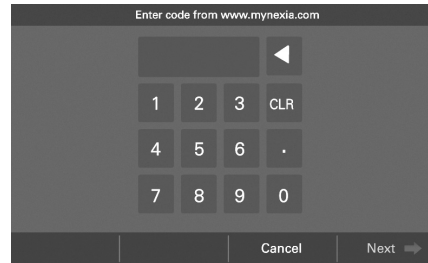 Enter code from www.mynexia.com
1 2 3 CLR
4 5 6 .
7 8 9 0
Cancel Next